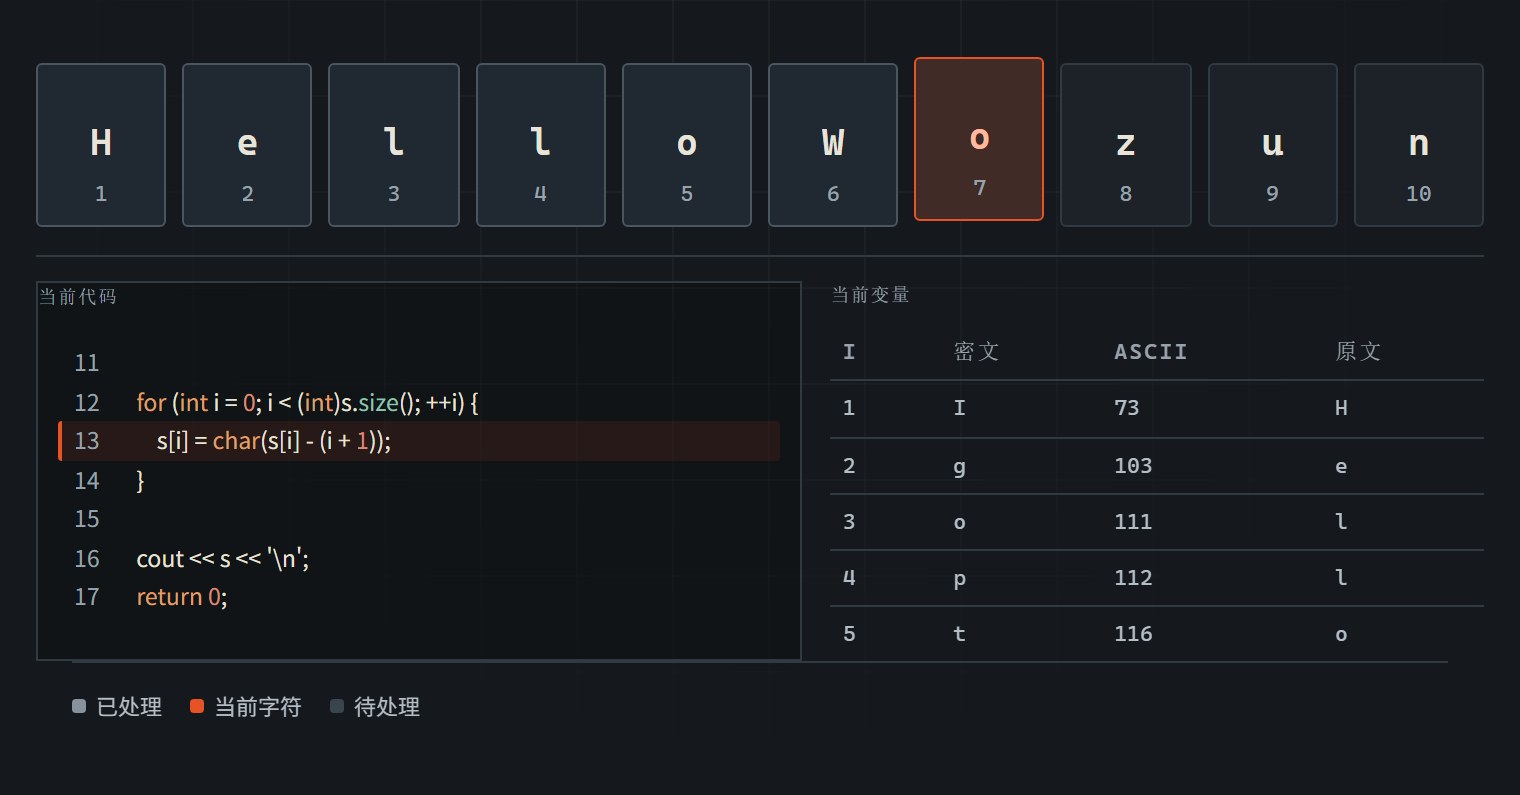 H e l l o W o z u n
1 2 3 4 5 6 7 8 9 10
当前代码
11
12 for (int i = 0; i < (int)s.size(); ++i) {
13 s[i] = char(s[i] - (i + 1));
14 }
15
16 cout << s << '\n';
17 return 0;
当前变量
I 密文 ASCII 原文
1 I 73 H
2 g 103 e
3 o 111 l
4 p 112 l
5 t 116 o
已处理 当前字符 待处理